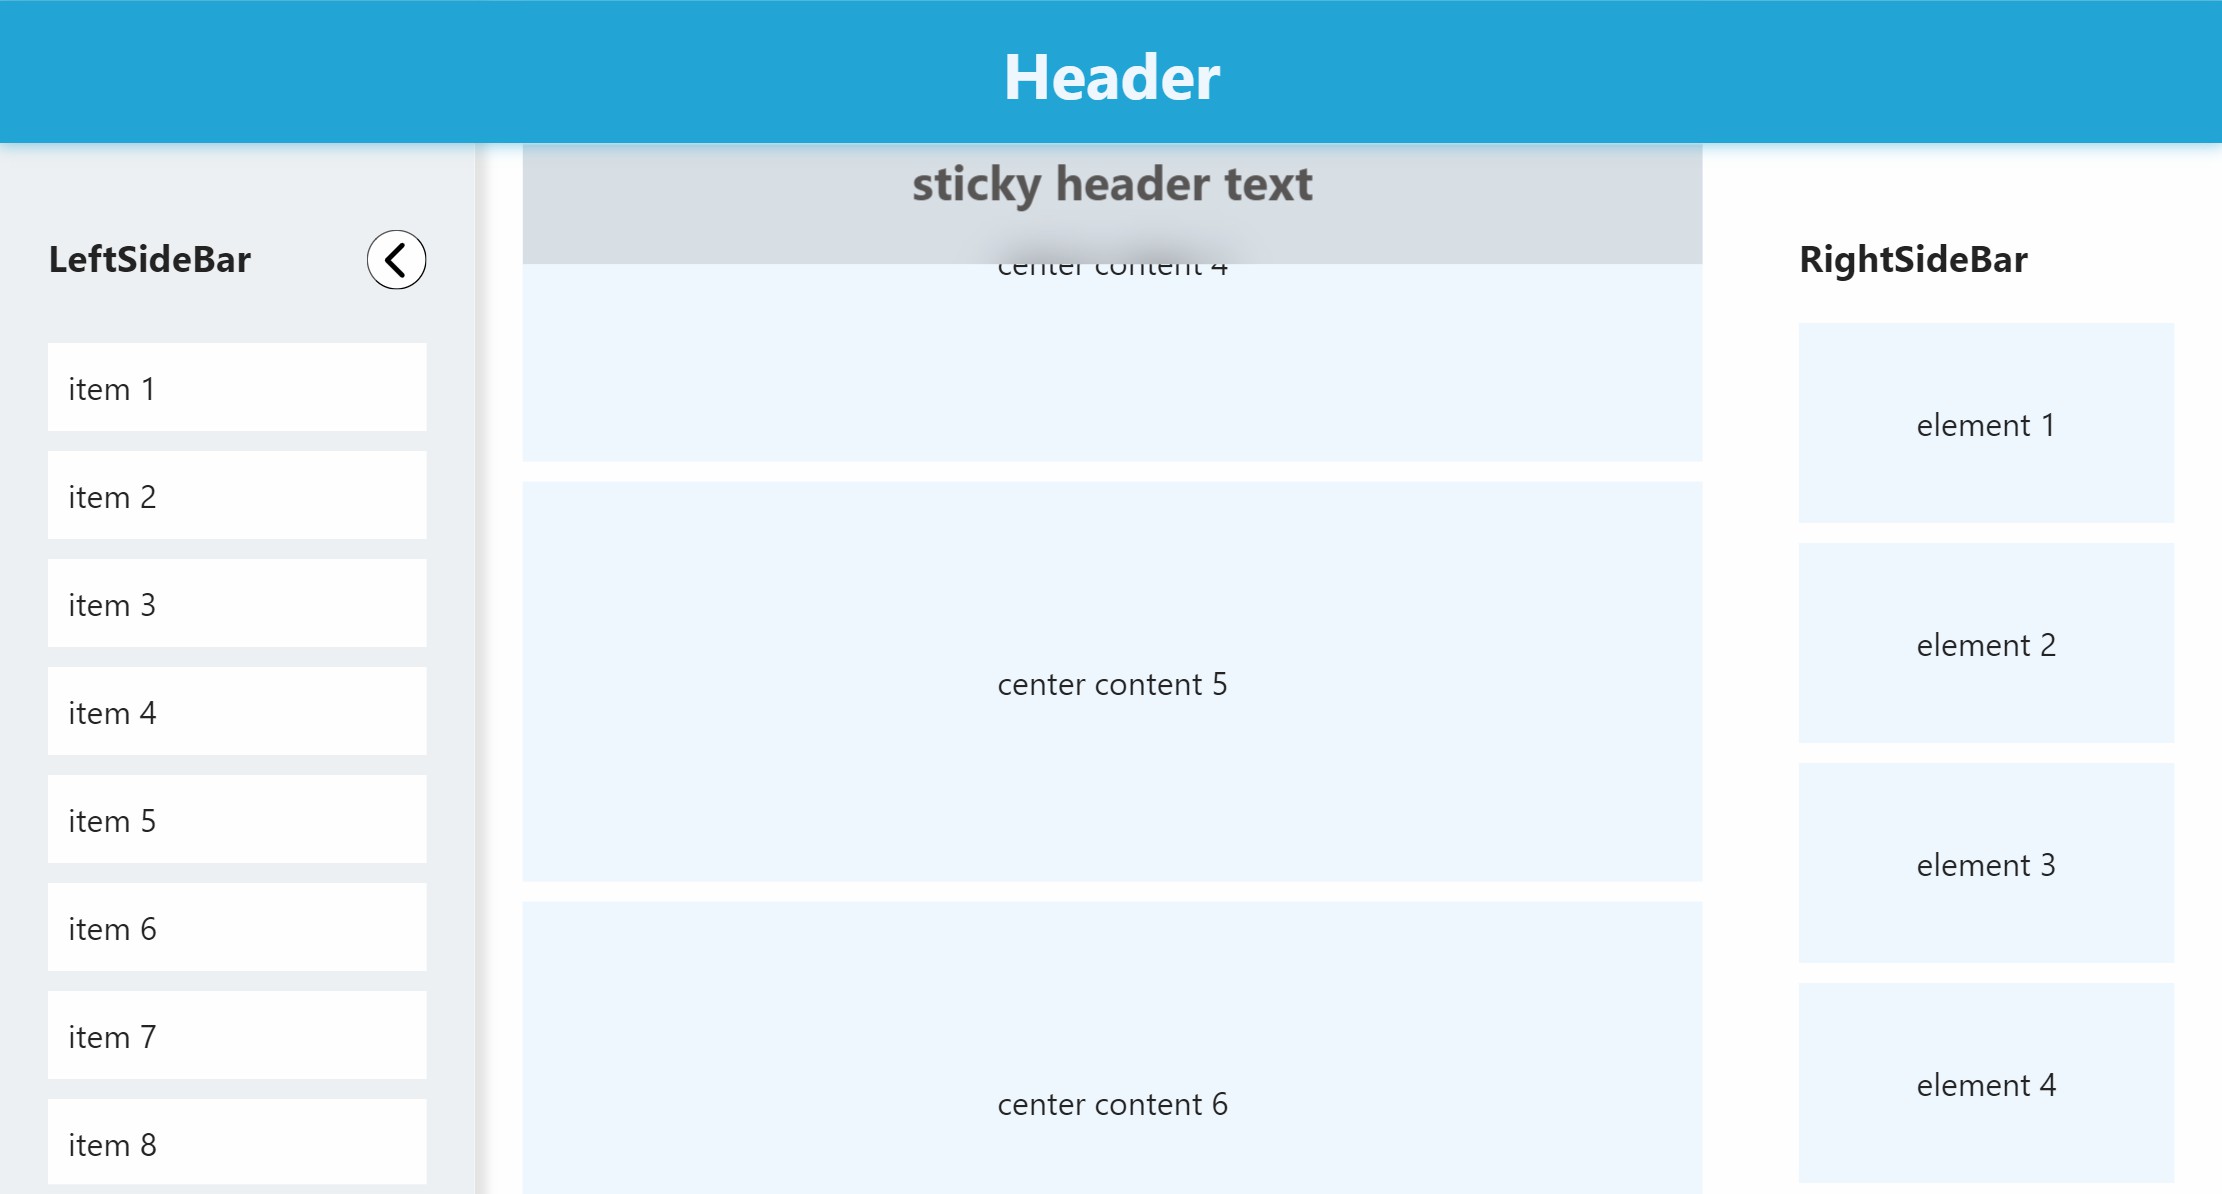 Header
sticky header text
LeftSideBar
item 1
item 2
item 3
item 4
item 5
item 6
item 7
item 8
center content 4
center content 5
center content 6
RightSideBar
element 1
element 2
element 3
element 4